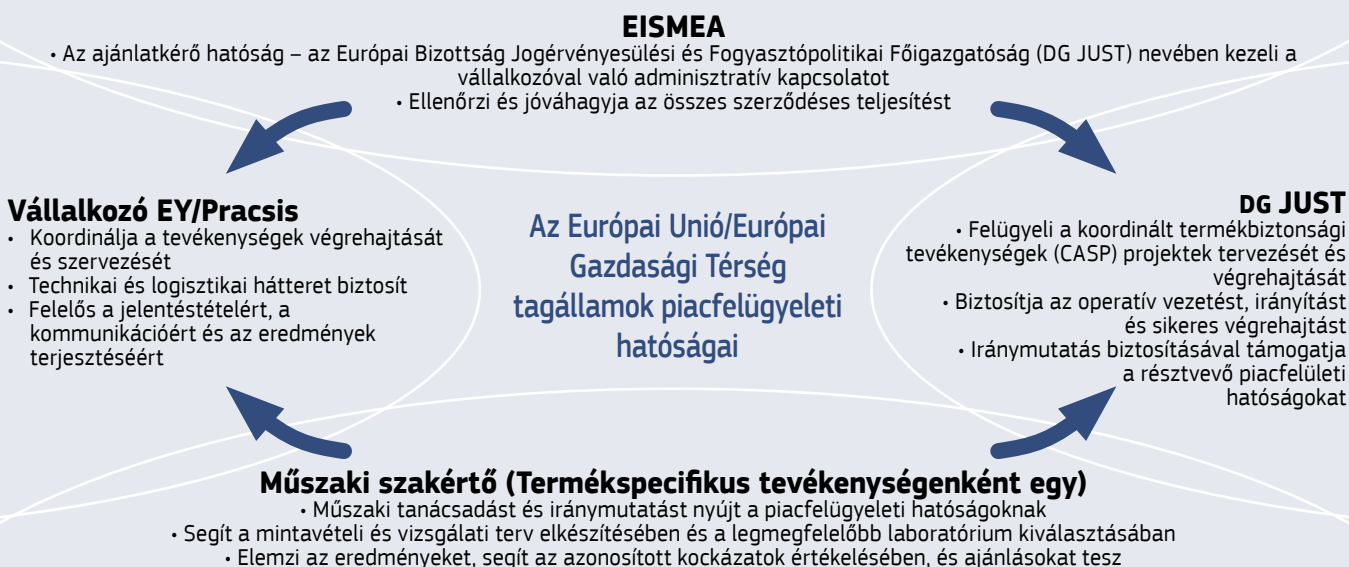 EISMEA
• Az ajánlatkérő hatóság – az Európai Bizottság Jogérvényesülési és Fogyasztópolitikai Főigazgatóság (DG JUST) nevében kezeli a
vállalkozóval való adminisztratív kapcsolatot
• Ellenőrzi és jóváhagyja az összes szerződéses teljesítést
Vállalkozó EY/Pracsis
• Koordinálja a tevékenységek végrehajtását
és szervezését
• Technikai és logisztikai hátteret biztosít
• Felelős a jelentéstételért, a
kommunikációért és az eredmények
terjesztéséért
Az Európai Unió/Európai
Gazdasági Térség
tagállamok piacfelügyeleti
hatóságai
DG JUST
• Felügyeli a koordinált termékbiztonsági
tevékenységek (CASP) projektek tervezését és
végrehajtását
• Biztosítja az operatív vezetést, irányítást
és sikeres végrehajtást
• Iránymutatás biztosításával támogatja
a résztvevő piacfelületi
hatóságokat
Műszaki szakértő (Termékspecifikus tevékenységenként egy)
• Műszaki tanácsadást és iránymutatást nyújt a piacfelügyeleti hatóságoknak
• Segít a mintavételi és vizsgálati terv elkészítésében és a legmegfelelőbb laboratórium kiválasztásában
• Elemzi az eredményeket, segít az azonosított kockázatok értékelésében, és ajánlásokat tesz